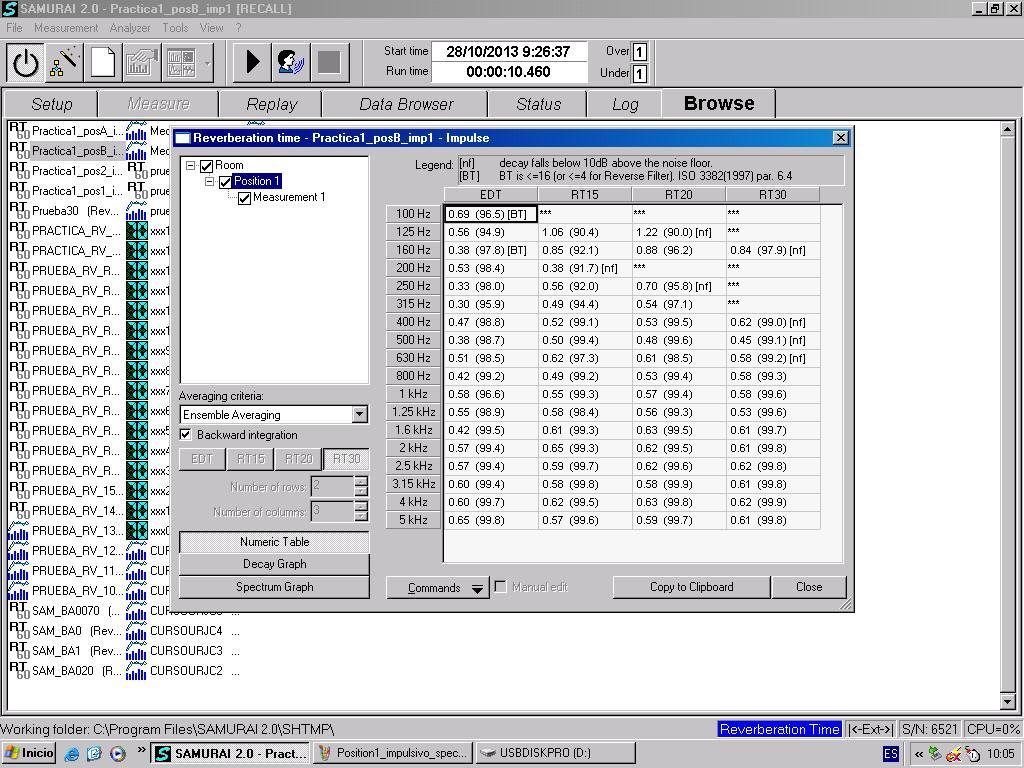 SAMURAI 2.0 - Practica1_posB_imp1 [RECALL]
File Measurement Analyzer Tools View ?
Start time 28/10/2013 9:26:37 Over 1
Run time 00:00:10.460 Under 1
Setup Measure Replay Data Browser Status Log Browse
RT60 Practica1_posA_i... Mec
RT60 Practica1_posB_i... Mec
RT60 Practica1_pos2_i...
RT60 Practica1_pos1_i...
RT60 Prueba30 (Rev... prue
RT60 PRACTICA_RV_... xxx1
RT60 PRACTICA_RV_... xxx1
RT60 PRUEBA_RV_R... xxx1
RT60 PRUEBA_RV_R...
RT60 PRUEBA_RV_R... xxx1
RT60 PRUEBA_RV_R... xxx1
RT60 PRUEBA_RV_R...
RT60 PRUEBA_RV_R...
RT60 PRUEBA_RV_R...
RT60 PRUEBA_RV_R...
RT60 PRUEBA_RV_R...
RT60 PRUEBA_RV_R...
RT60 PRUEBA_RV_R...
RT60 PRUEBA_RV_15...
RT60 PRUEBA_RV_14...
PRUEBA_RV_13...
PRUEBA_RV_12... CUR
PRUEBA_RV_11... CUR
PRUEBA_RV_10... CUR
RT60 SAM_BA0070 (...
RT60 SAM_BA0 (Rev... CURSOURJC4 ...
RT60 SAM_BA1 (Rev... CURSOURJC3 ...
RT60 SAM_BA020 (R... CURSOURJC2 ...
Reverberation time - Practica1_posB_imp1 - Impulse
Room
Position 1
Measurement 1
Averaging criteria:
Ensemble Averaging
Backward integration
EDT RT15 RT20 RT30
Number of rows: 2
Number of columns: 3
Numeric Table
Decay Graph
Spectrum Graph
Legend: [nf] decay falls below 10dB above the noise floor.
[BT] BT is <=16 (or <=4 for Reverse Filter). ISO 3382(1997) par. 6.4
EDT RT15 RT20 RT30
100 Hz 0.69 (96.5) [BT] *** *** ***
125 Hz 0.56 (94.9) 1.06 (90.4) 1.22 (90.0) [nf] ***
160 Hz 0.38 (97.8) [BT] 0.85 (92.1) 0.88 (96.2) 0.84 (97.9) [nf]
200 Hz 0.53 (98.4) 0.38 (91.7) [nf] *** ***
250 Hz 0.33 (98.0) 0.56 (92.0) 0.70 (95.8) [nf] ***
315 Hz 0.30 (95.9) 0.49 (94.4) 0.54 (97.1) ***
400 Hz 0.47 (98.8) 0.52 (99.1) 0.53 (99.5) 0.62 (99.0) [nf]
500 Hz 0.38 (98.7) 0.50 (99.4) 0.48 (99.6) 0.45 (99.1) [nf]
630 Hz 0.51 (98.5) 0.62 (97.3) 0.61 (98.5) 0.58 (99.2) [nf]
800 Hz 0.42 (99.2) 0.49 (99.2) 0.53 (99.4) 0.58 (99.3)
1 kHz 0.58 (96.6) 0.55 (99.3) 0.57 (99.4) 0.58 (99.6)
1.25 kHz 0.55 (98.9) 0.58 (98.4) 0.56 (99.3) 0.53 (99.6)
1.6 kHz 0.42 (99.5) 0.61 (99.3) 0.63 (99.5) 0.61 (99.7)
2 kHz 0.57 (99.4) 0.65 (99.3) 0.62 (99.5) 0.61 (99.8)
2.5 kHz 0.57 (99.4) 0.59 (99.7) 0.62 (99.6) 0.62 (99.8)
3.15 kHz 0.60 (99.4) 0.58 (99.8) 0.58 (99.9) 0.61 (99.8)
4 kHz 0.60 (99.7) 0.62 (99.5) 0.63 (99.8) 0.62 (99.9)
5 kHz 0.65 (99.8) 0.57 (99.6) 0.59 (99.7) 0.61 (99.8)
Commands Manual edit Copy to Clipboard Close
Working folder: C:\Program Files\SAMURAI 2.0\SHTMP\ Reverberation Time |<-Ext>| S/N: 6521 CPU=0%
Inicio » SAMURAI 2.0 - Pract... Position1_impulsivo_spec... USBDISKPRO (D:) ES « 10:05